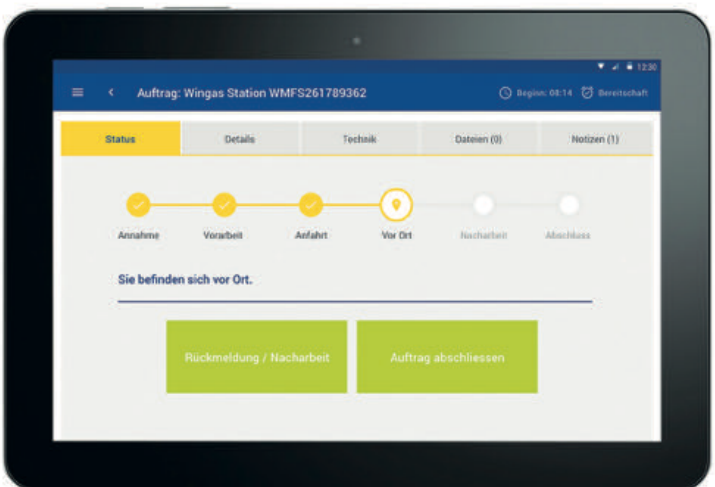 12:30
Auftrag: Wingas Station WMFS261789362 Beginn: 08:14 Bereitschaft
Status Details Technik Dateien (0) Notizen (1)
Annahme Vorarbeit Anfahrt Vor Ort Nacharbeit Abschluss
Sie befinden sich vor Ort.
Rückmeldung / Nacharbeit Auftrag abschliessen